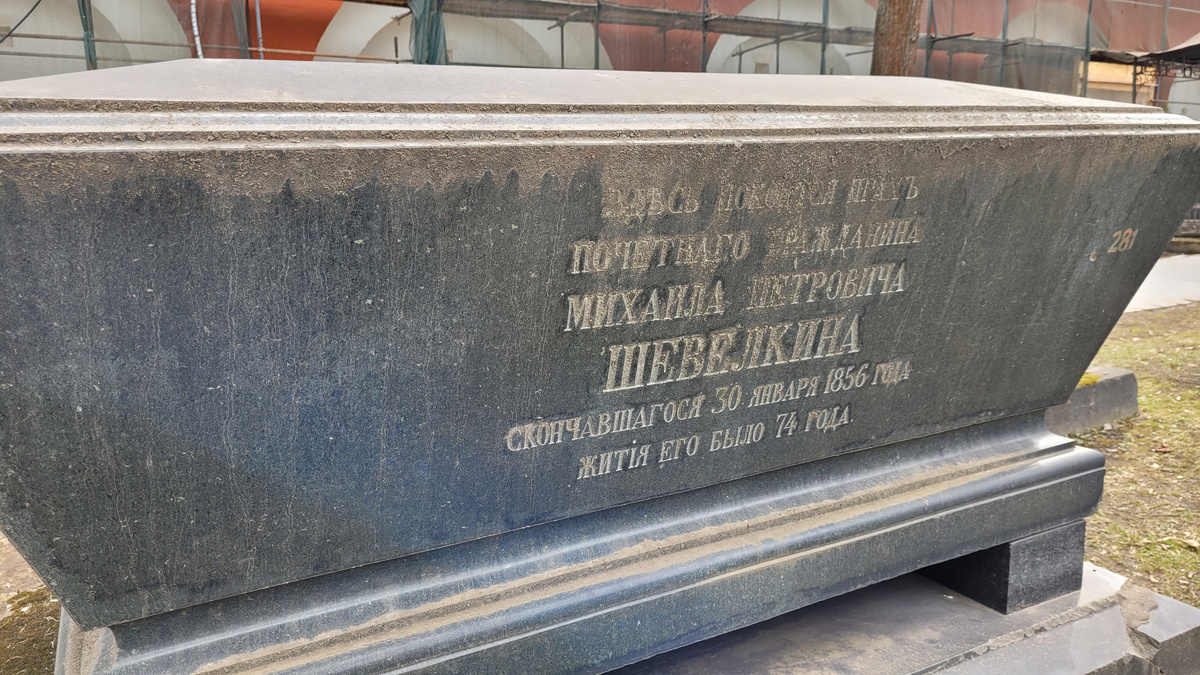 ЗДѢСЬ ПОКОИТСЯ ПРАХЪ
ПОЧЕТНАГО ГРАЖДАНИНА
МИХАИЛА ПЕТРОВИЧА
ШЕВЕЛКИНА
СКОНЧАВШАГОСЯ 30 ЯНВАРЯ 1856 ГОДА
ЖИТІЯ ЕГО БЫЛО 74 ГОДА.
281